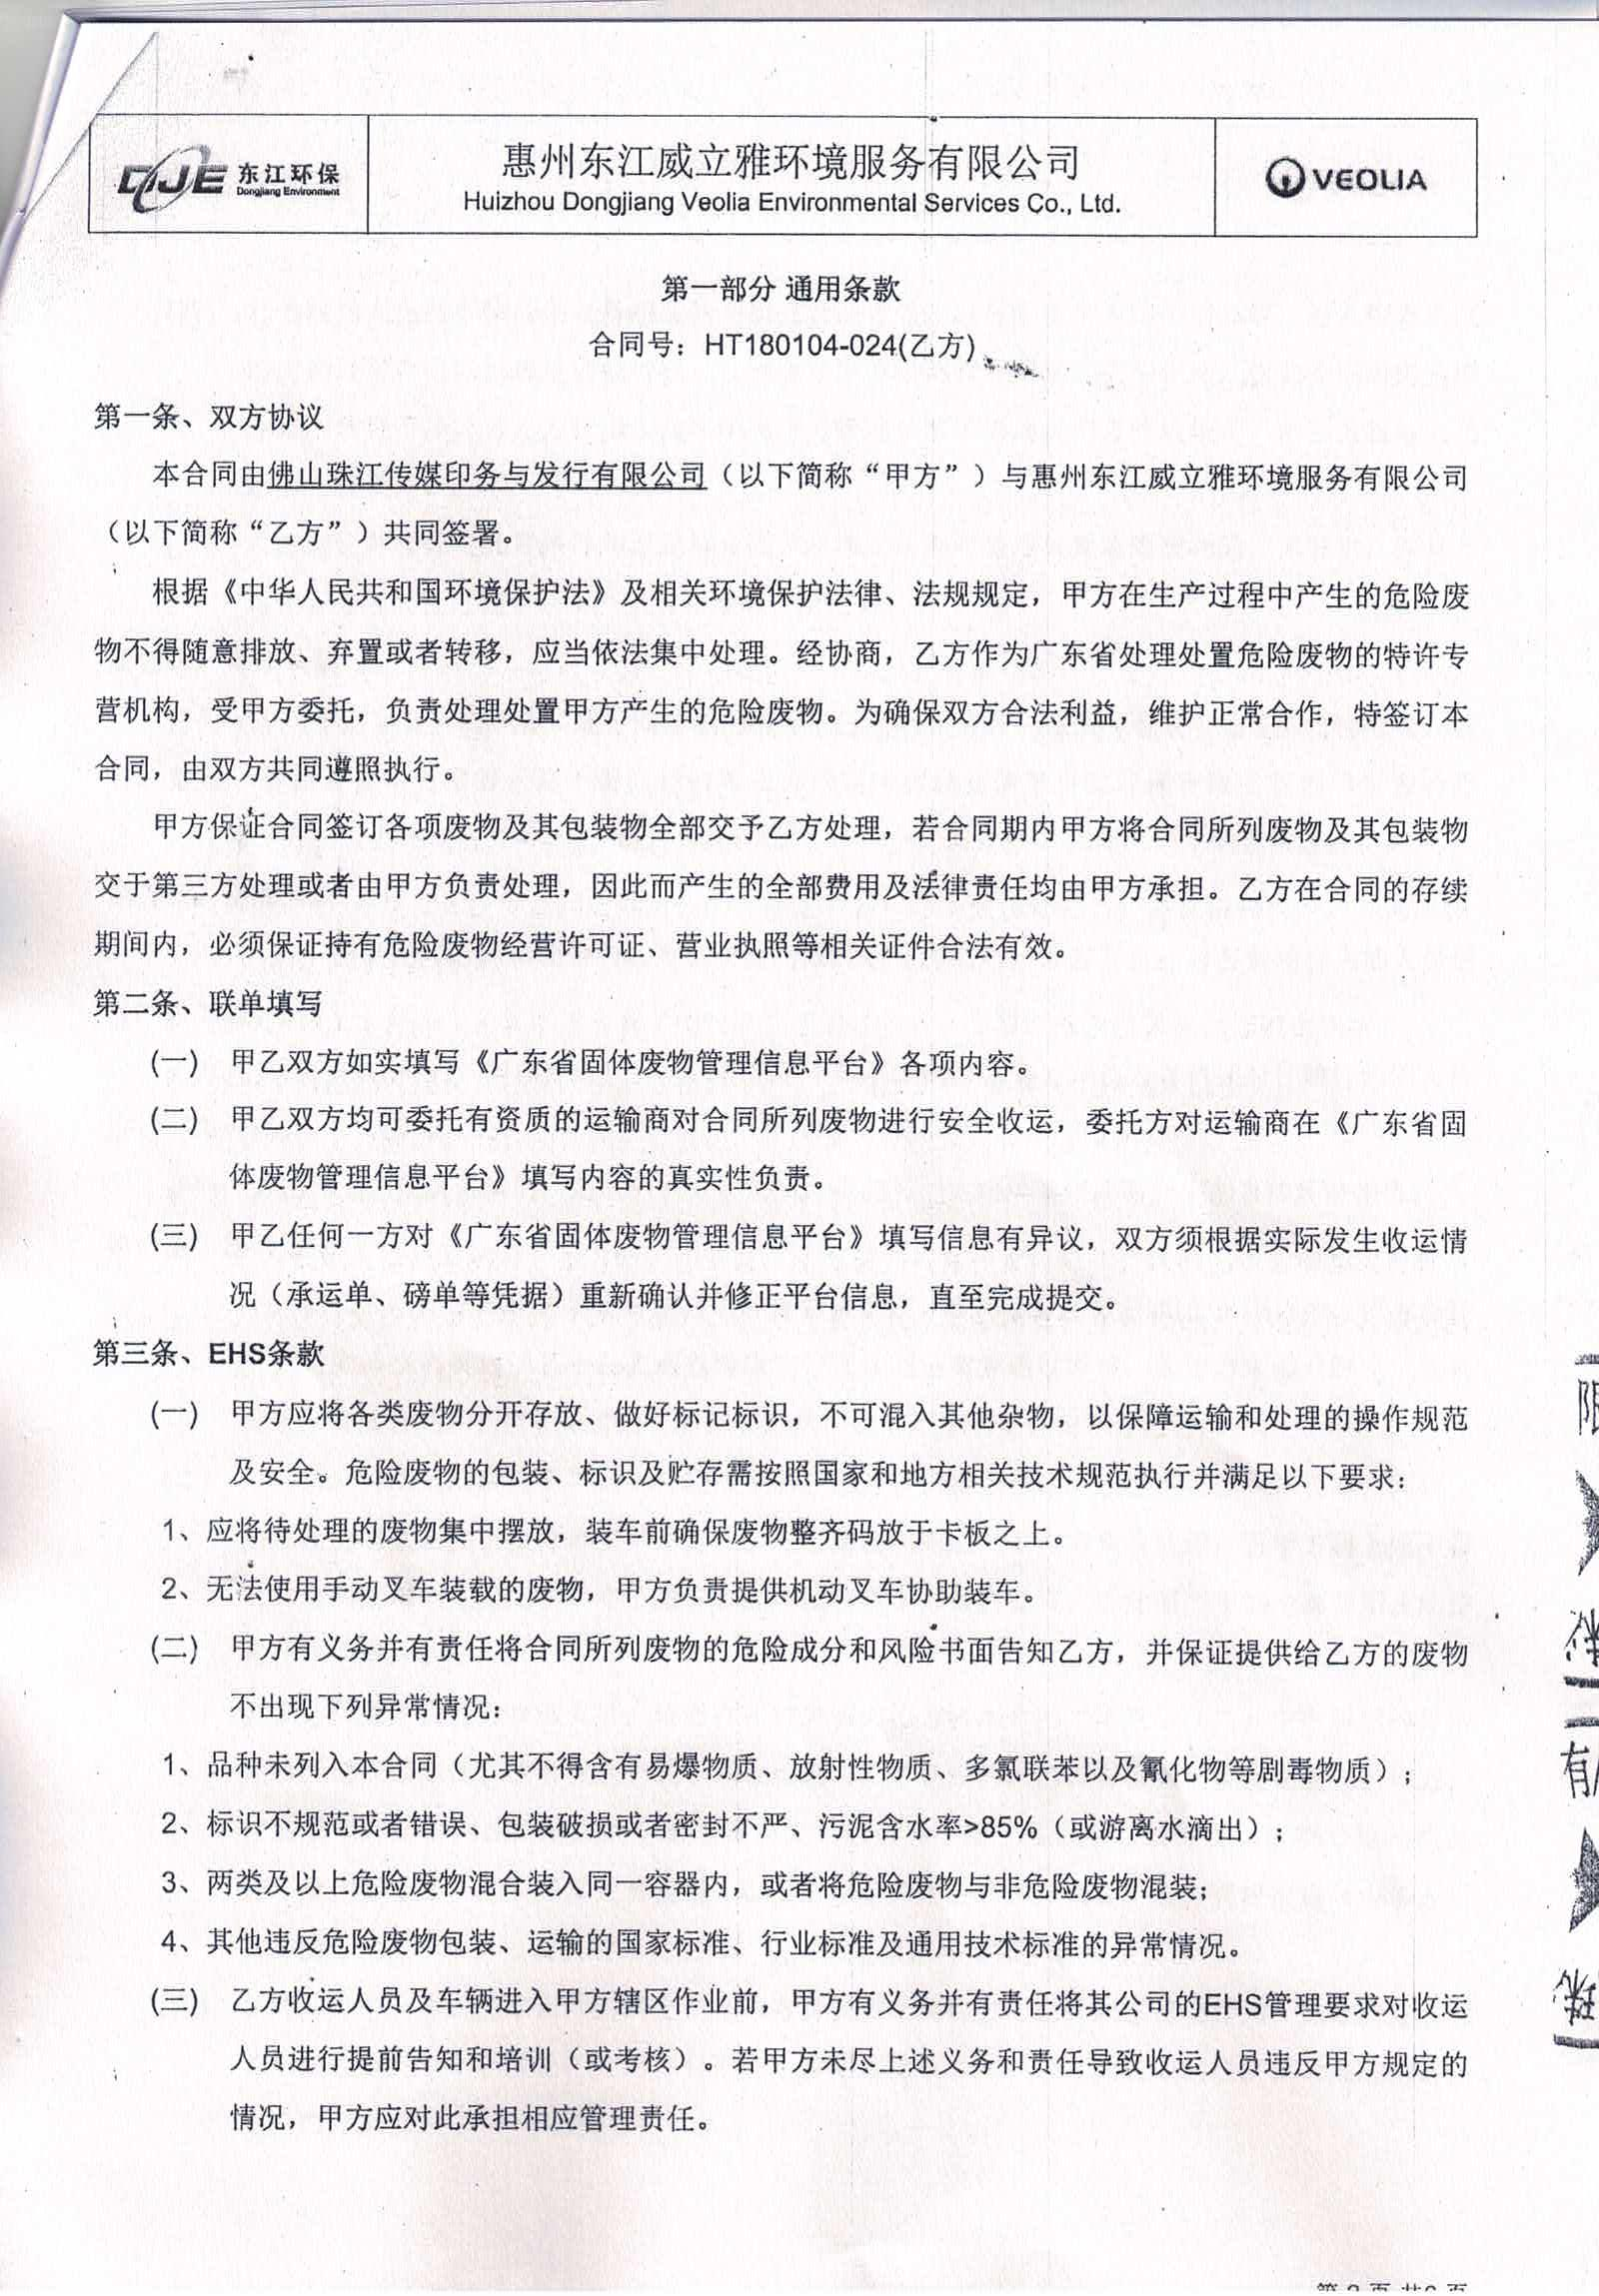 DJE 东江环保
Dongjiang Environment
惠州东江威立雅环境服务有限公司
Huizhou Dongjiang Veolia Environmental Services Co., Ltd.
VEOLIA
第一部分 通用条款
合同号：HT180104-024(乙方)
第一条、双方协议
本合同由佛山珠江传媒印务与发行有限公司（以下简称“甲方”）与惠州东江威立雅环境服务有限公司
（以下简称“乙方”）共同签署。
根据《中华人民共和国环境保护法》及相关环境保护法律、法规规定，甲方在生产过程中产生的危险废
物不得随意排放、弃置或者转移，应当依法集中处理。经协商，乙方作为广东省处理处置危险废物的特许专
营机构，受甲方委托，负责处理处置甲方产生的危险废物。为确保双方合法利益，维护正常合作，特签订本
合同，由双方共同遵照执行。
甲方保证合同签订各项废物及其包装物全部交予乙方处理，若合同期内甲方将合同所列废物及其包装物
交于第三方处理或者由甲方负责处理，因此而产生的全部费用及法律责任均由甲方承担。乙方在合同的存续
期间内，必须保证持有危险废物经营许可证、营业执照等相关证件合法有效。
第二条、联单填写
(一) 甲乙双方如实填写《广东省固体废物管理信息平台》各项内容。
(二) 甲乙双方均可委托有资质的运输商对合同所列废物进行安全收运，委托方对运输商在《广东省固
体废物管理信息平台》填写内容的真实性负责。
(三) 甲乙任何一方对《广东省固体废物管理信息平台》填写信息有异议，双方须根据实际发生收运情
况（承运单、磅单等凭据）重新确认并修正平台信息，直至完成提交。
第三条、EHS条款
(一) 甲方应将各类废物分开存放、做好标记标识，不可混入其他杂物，以保障运输和处理的操作规范
及安全。危险废物的包装、标识及贮存需按照国家和地方相关技术规范执行并满足以下要求：
1、应将待处理的废物集中摆放，装车前确保废物整齐码放于卡板之上。
2、无法使用手动叉车装载的废物，甲方负责提供机动叉车协助装车。
(二) 甲方有义务并有责任将合同所列废物的危险成分和风险书面告知乙方，并保证提供给乙方的废物
不出现下列异常情况：
1、品种未列入本合同（尤其不得含有易爆物质、放射性物质、多氯联苯以及氰化物等剧毒物质）；
2、标识不规范或者错误、包装破损或者密封不严、污泥含水率>85%（或游离水滴出）；
3、两类及以上危险废物混合装入同一容器内，或者将危险废物与非危险废物混装；
4、其他违反危险废物包装、运输的国家标准、行业标准及通用技术标准的异常情况。
(三) 乙方收运人员及车辆进入甲方辖区作业前，甲方有义务并有责任将其公司的EHS管理要求对收运
人员进行提前告知和培训（或考核）。若甲方未尽上述义务和责任导致收运人员违反甲方规定的
情况，甲方应对此承担相应管理责任。